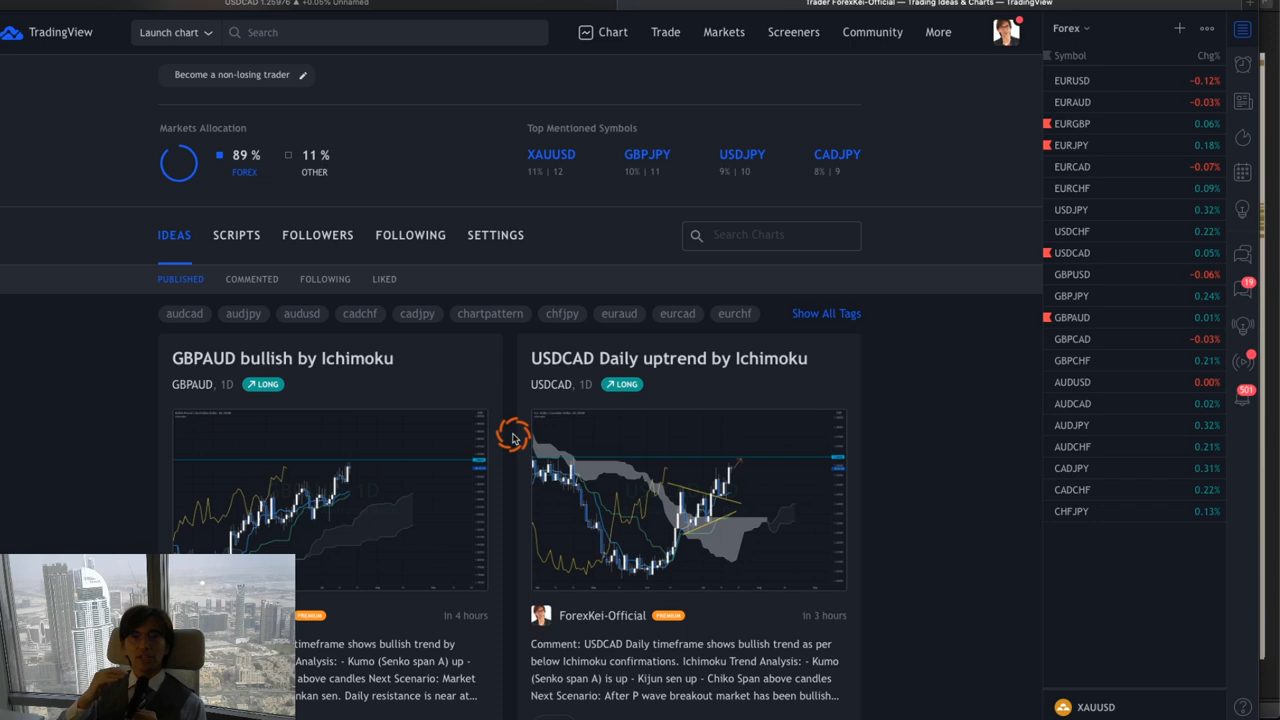 USDCAD 1.25976 ▲ +0.05% Unnamed
Trader ForexKei-Official — Trading Ideas & Charts — TradingView
TradingView
Launch chart
Search
Chart
Trade
Markets
Screeners
Community
More
Become a non-losing trader
Markets Allocation
89 %
FOREX
11 %
OTHER
Top Mentioned Symbols
XAUUSD
11% | 12
GBPJPY
10% | 11
USDJPY
9% | 10
CADJPY
8% | 9
IDEAS
SCRIPTS
FOLLOWERS
FOLLOWING
SETTINGS
Search Charts
PUBLISHED
COMMENTED
FOLLOWING
LIKED
audcad
audjpy
audusd
cadchf
cadjpy
chartpattern
chfjpy
euraud
eurcad
eurchf
Show All Tags
GBPAUD bullish by Ichimoku
GBPAUD, 1D
LONG
PREMIUM
in 4 hours
timeframe shows bullish trend by
Analysis: - Kumo (Senko span A) up -
above candles Next Scenario: Market
nkan sen. Daily resistance is near at…
USDCAD Daily uptrend by Ichimoku
USDCAD, 1D
LONG
ForexKei-Official PREMIUM
in 3 hours
Comment: USDCAD Daily timeframe shows bullish trend as per
below Ichimoku confirmations. Ichimoku Trend Analysis: - Kumo
(Senko span A) is up - Kijun sen up - Chiko Span above candles
Next Scenario: After P wave breakout market has been bullish…
Forex
Symbol Chg%
EURUSD −0.12%
EURAUD −0.03%
EURGBP 0.06%
EURJPY 0.18%
EURCAD −0.07%
EURCHF 0.09%
USDJPY 0.32%
USDCHF 0.22%
USDCAD 0.05%
GBPUSD −0.06%
GBPJPY 0.24%
GBPAUD 0.01%
GBPCAD −0.03%
GBPCHF 0.21%
AUDUSD 0.00%
AUDCAD 0.02%
AUDJPY 0.32%
AUDCHF 0.21%
CADJPY 0.31%
CADCHF 0.22%
CHFJPY 0.13%
XAUUSD
19
501